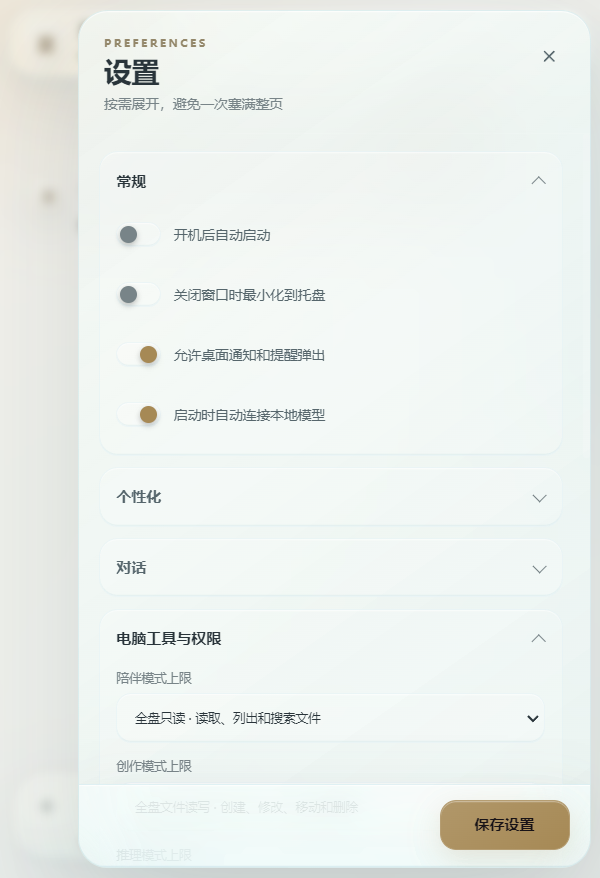 PREFERENCES
设置
按需展开，避免一次塞满整页
常规
开机后自动启动
关闭窗口时最小化到托盘
允许桌面通知和提醒弹出
启动时自动连接本地模型
个性化
对话
电脑工具与权限
陪伴模式上限
全盘只读 · 读取、列出和搜索文件
创作模式上限
全盘文件读写 · 创建、修改、移动和删除
推理模式上限
保存设置